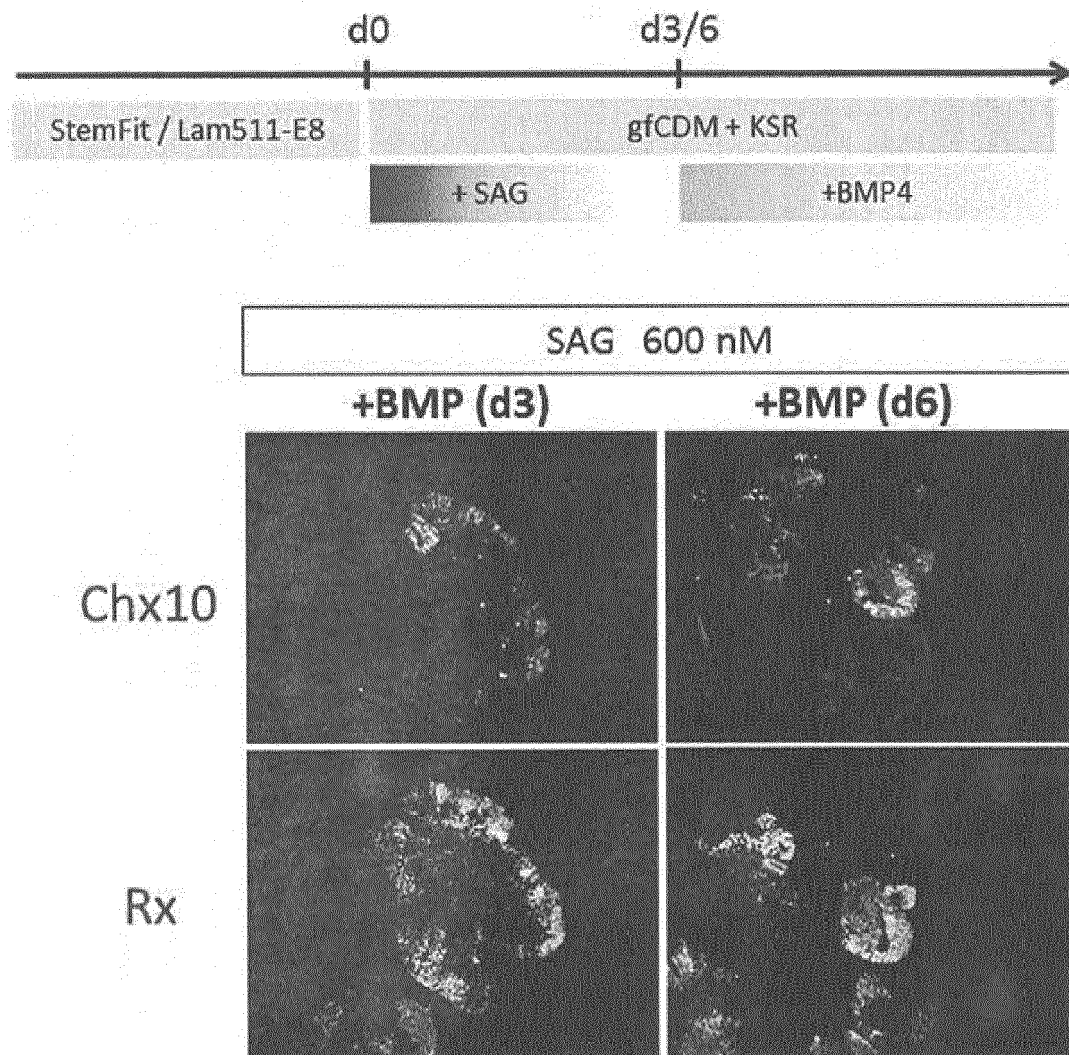 d0 d3/6
StemFit / Lam511-E8 gfCDM + KSR
+ SAG +BMP4
SAG 600 nM
+BMP (d3) +BMP (d6)
Chx10
Rx